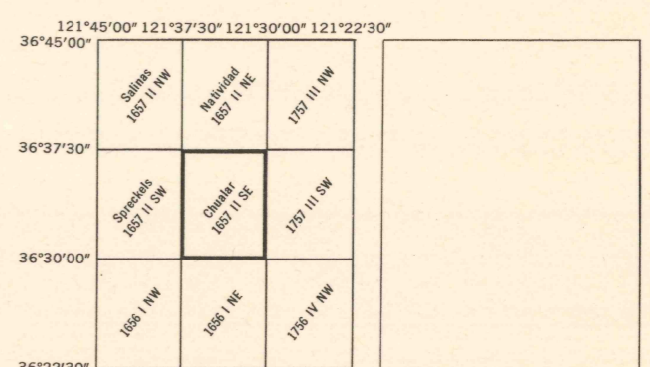 121°45′00″ 121°37′30″ 121°30′00″ 121°22′30″
36°45′00″
Salinas
1657 II NW
Natividad
1657 II NE
1757 III NW
36°37′30″
Spreckels
1657 II SW
Chualar
1657 II SE
1757 III SW
36°30′00″
1656 I NW
1656 I NE
1756 IV NW